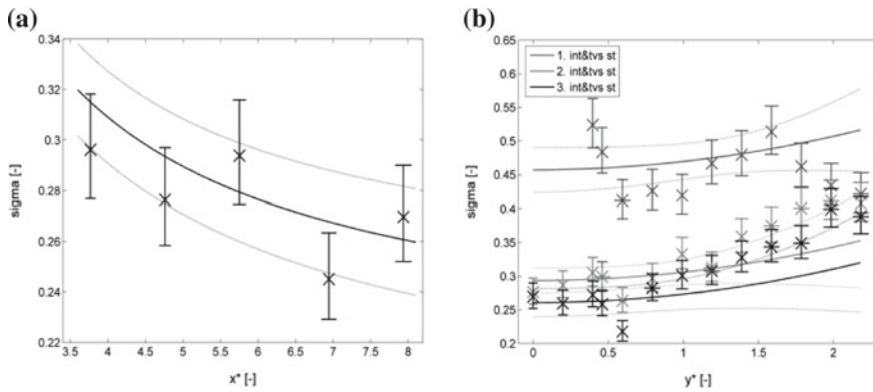 (a)
0.34
0.32
0.3
0.28
0.26
0.24
0.22
sigma [-]
3.5 4 4.5 5 5.5 6 6.5 7 7.5 8
x* [-]
(b)
0.65
0.6
0.55
0.5
0.45
0.4
0.35
0.3
0.25
0.2
sigma [-]
1. int&tvs st
2. int&tvs st
3. int&tvs st
0 0.5 1 1.5 2
y* [-]